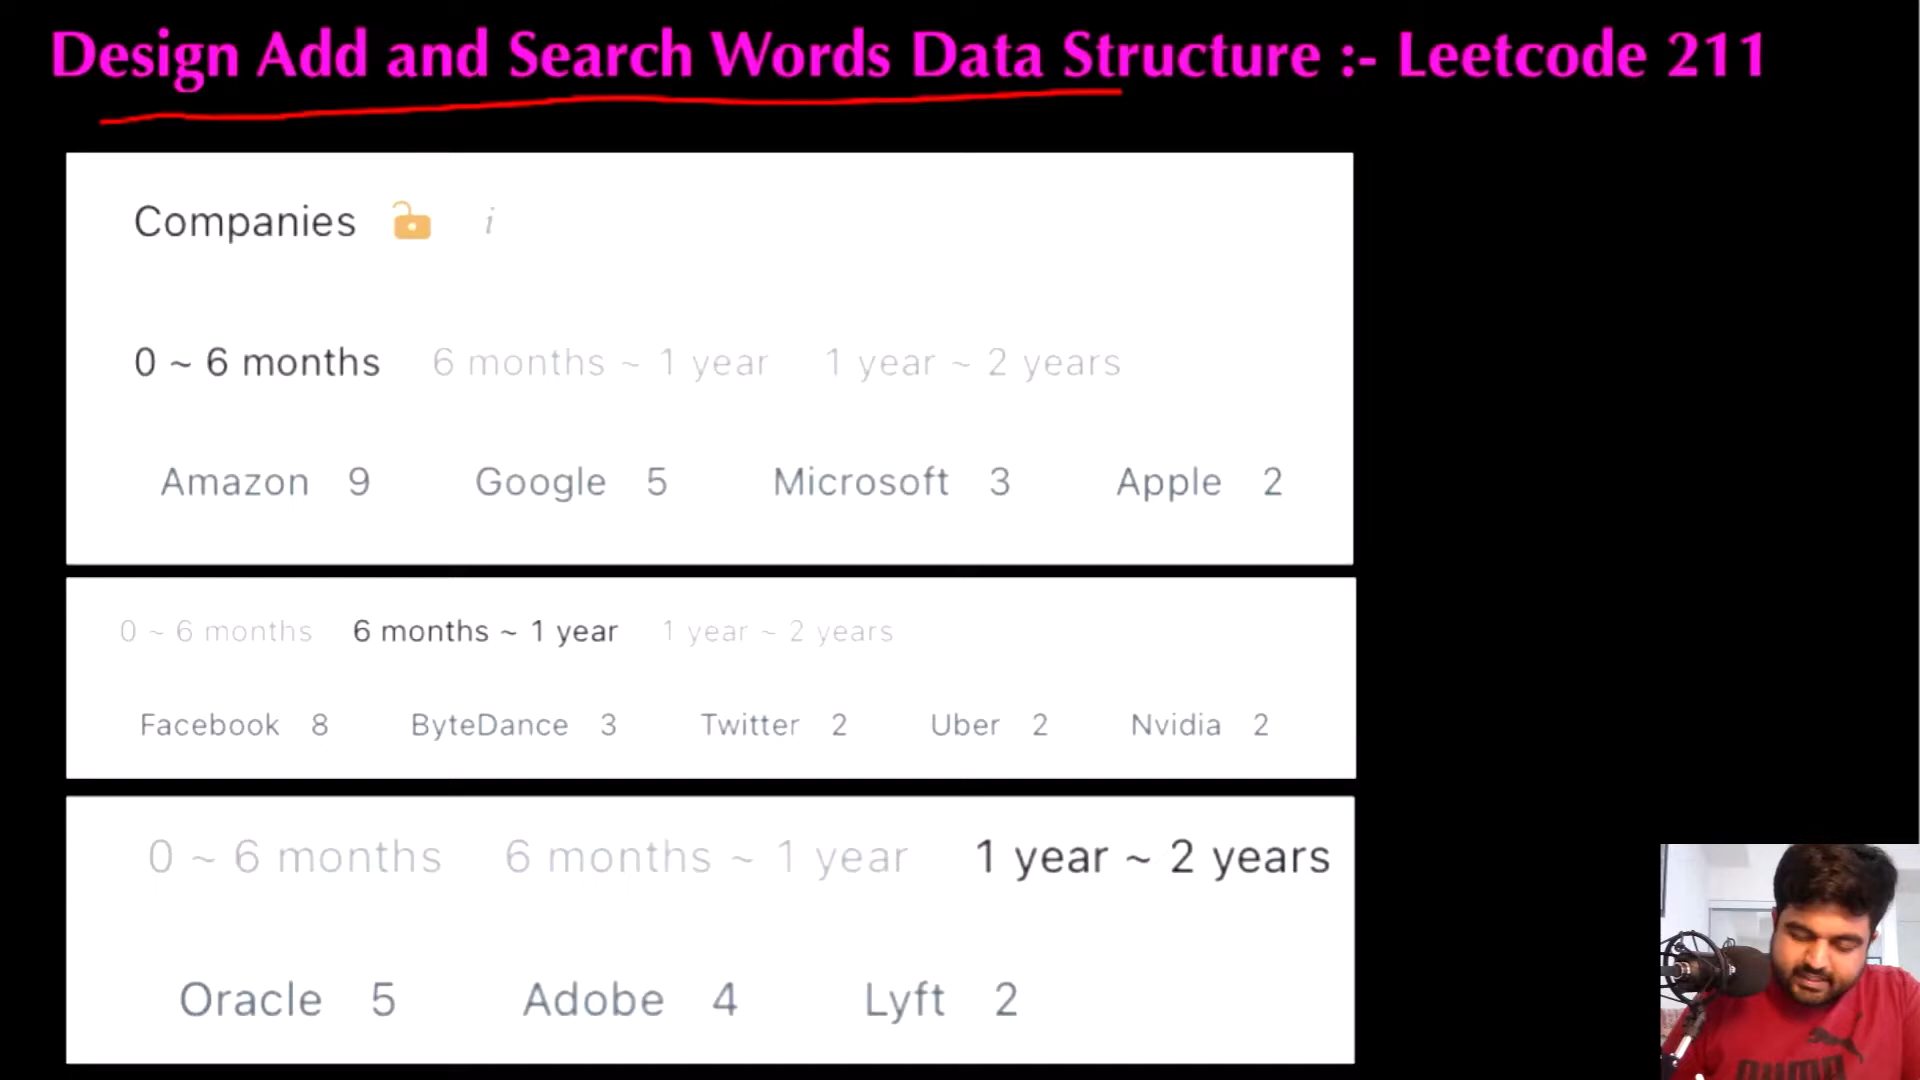 Design Add and Search Words Data Structure :- Leetcode 211
Companies i
0 ~ 6 months 6 months ~ 1 year 1 year ~ 2 years
Amazon 9 Google 5 Microsoft 3 Apple 2
0 ~ 6 months 6 months ~ 1 year 1 year ~ 2 years
Facebook 8 ByteDance 3 Twitter 2 Uber 2 Nvidia 2
0 ~ 6 months 6 months ~ 1 year 1 year ~ 2 years
Oracle 5 Adobe 4 Lyft 2
PUMA